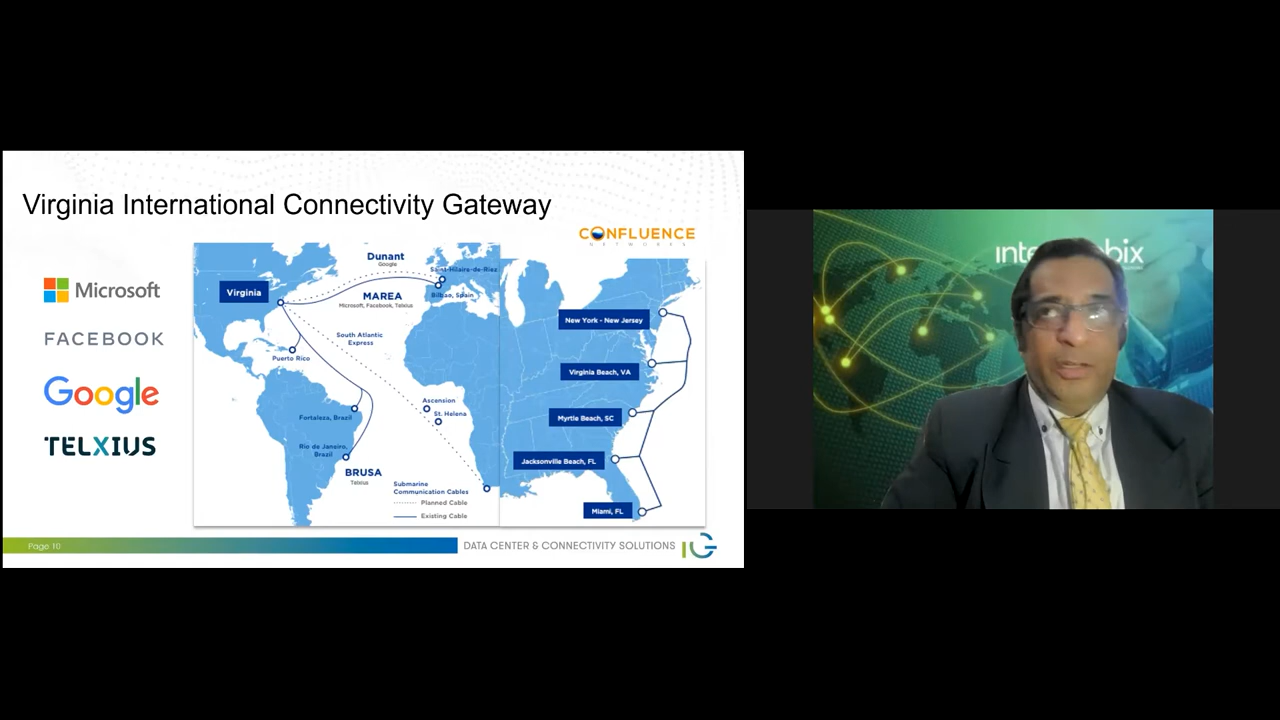 Virginia International Connectivity Gateway
CONFLUENCE
NETWORKS
Microsoft
FACEBOOK
Google
TELXIUS
Dunant
Google
Saint-Hilaire-de-Riez
Virginia
MAREA
Microsoft, Facebook, Telxius
Bilbao, Spain
South Atlantic
Express
Puerto Rico
Ascension
St. Helena
Fortaleza, Brazil
Rio de Janeiro,
Brazil
BRUSA
Telxius
Submarine
Communication Cables
Planned Cable
Existing Cable
New York - New Jersey
Virginia Beach, VA
Myrtle Beach, SC
Jacksonville Beach, FL
Miami, FL
Page 10
DATA CENTER & CONNECTIVITY SOLUTIONS